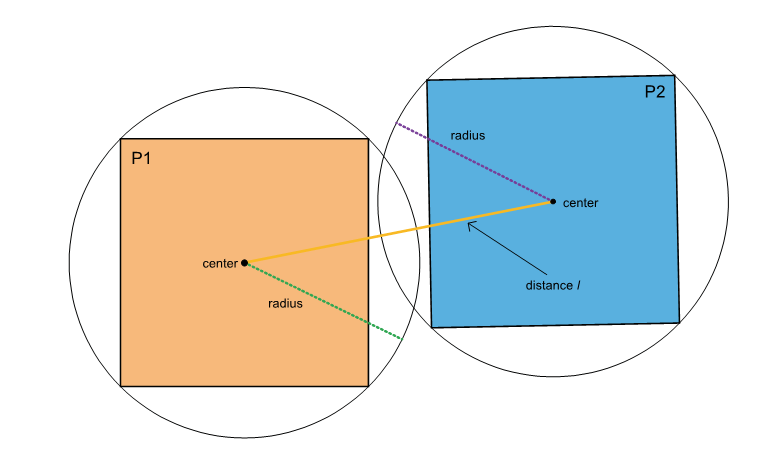 P2
radius
P1
center
center
distance l
radius